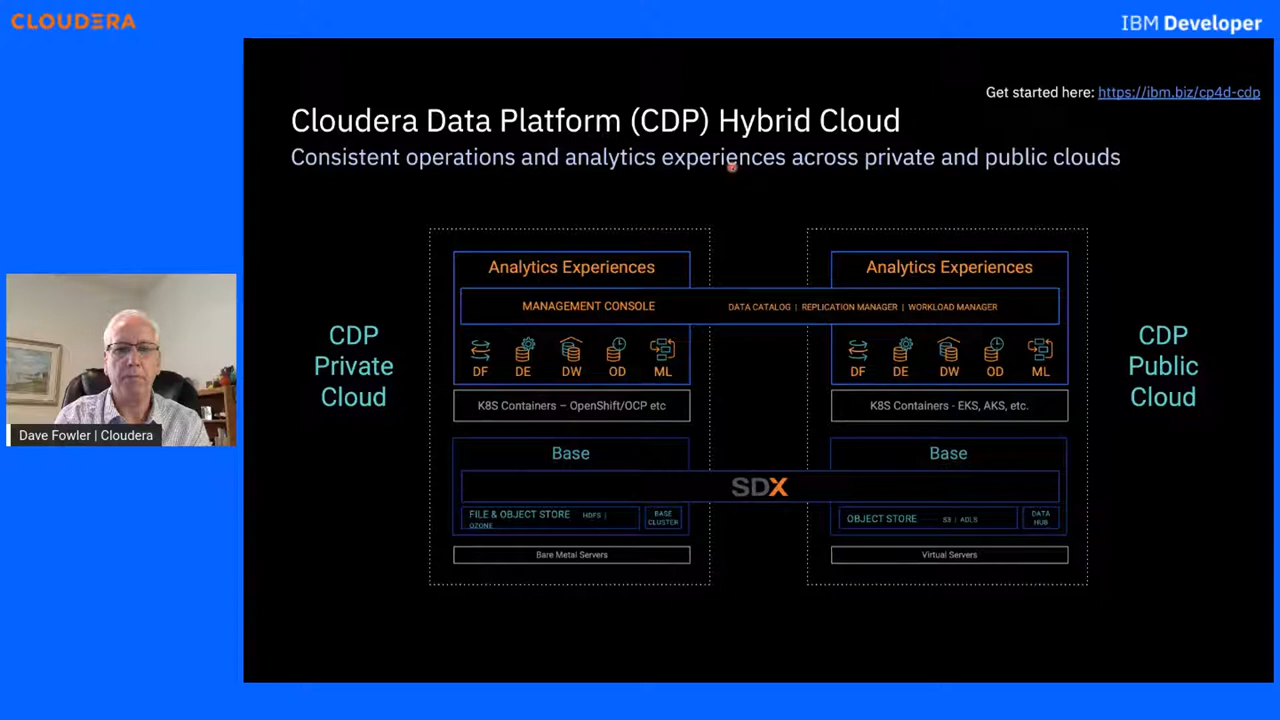 CLOUDERA
IBM Developer
Get started here: https://ibm.biz/cp4d-cdp
Cloudera Data Platform (CDP) Hybrid Cloud
Consistent operations and analytics experiences across private and public clouds
CDP
Private
Cloud
Analytics Experiences
MANAGEMENT CONSOLE
DATA CATALOG | REPLICATION MANAGER | WORKLOAD MANAGER
DF DE DW OD ML
K8S Containers – OpenShift/OCP etc
Base
SDX
FILE & OBJECT STORE HDFS |
OZONE
BASE
CLUSTER
Bare Metal Servers
Analytics Experiences
DF DE DW OD ML
K8S Containers - EKS, AKS, etc.
Base
OBJECT STORE S3 | ADLS
DATA
HUB
Virtual Servers
CDP
Public
Cloud
Dave Fowler | Cloudera